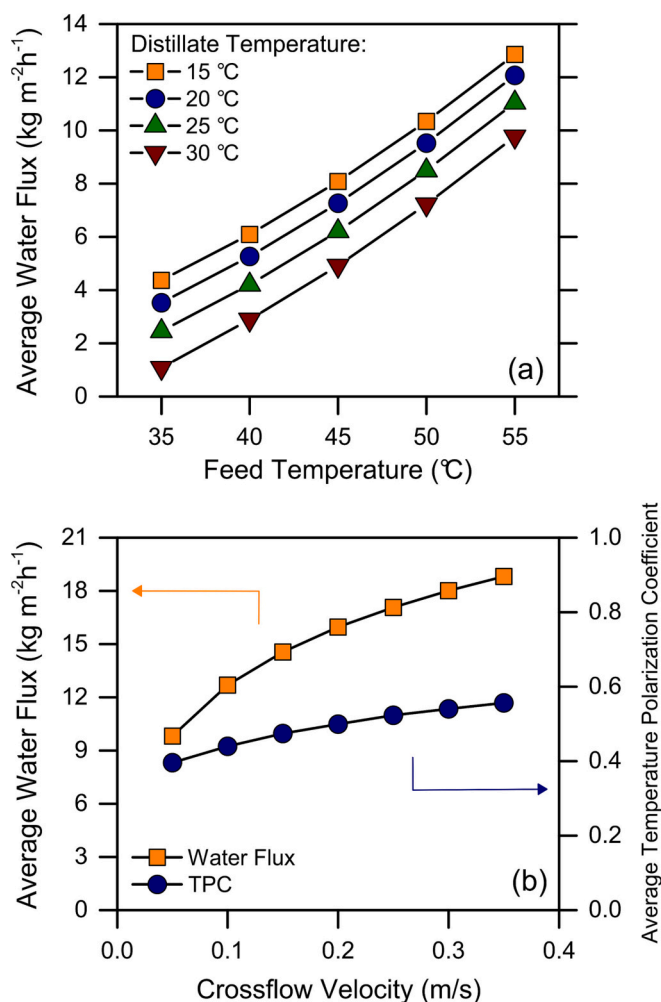 Average Water Flux (kg m⁻²h⁻¹)
14
12
10
8
6
4
2
0
Distillate Temperature:
15 °C
20 °C
25 °C
30 °C
(a)
35 40 45 50 55
Feed Temperature (°C)
Average Water Flux (kg m⁻²h⁻¹)
21
18
15
12
9
6
3
0
Water Flux
TPC
(b)
1.0
0.8
0.6
0.4
0.2
0.0
Average Temperature Polarization Coefficient
0.0 0.1 0.2 0.3 0.4
Crossflow Velocity (m/s)